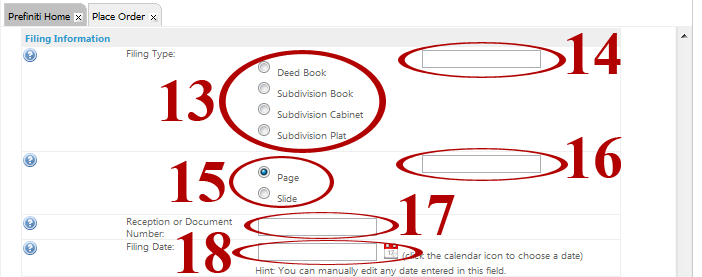 Prefiniti Home x Place Order x
Filing Information
Filing Type:
Deed Book
Subdivision Book
Subdivision Cabinet
Subdivision Plat
13
14
Page
Slide
15
16
Reception or Document
Number:
17
Filing Date:
18
(click the calendar icon to choose a date)
Hint: You can manually edit any date entered in this field.